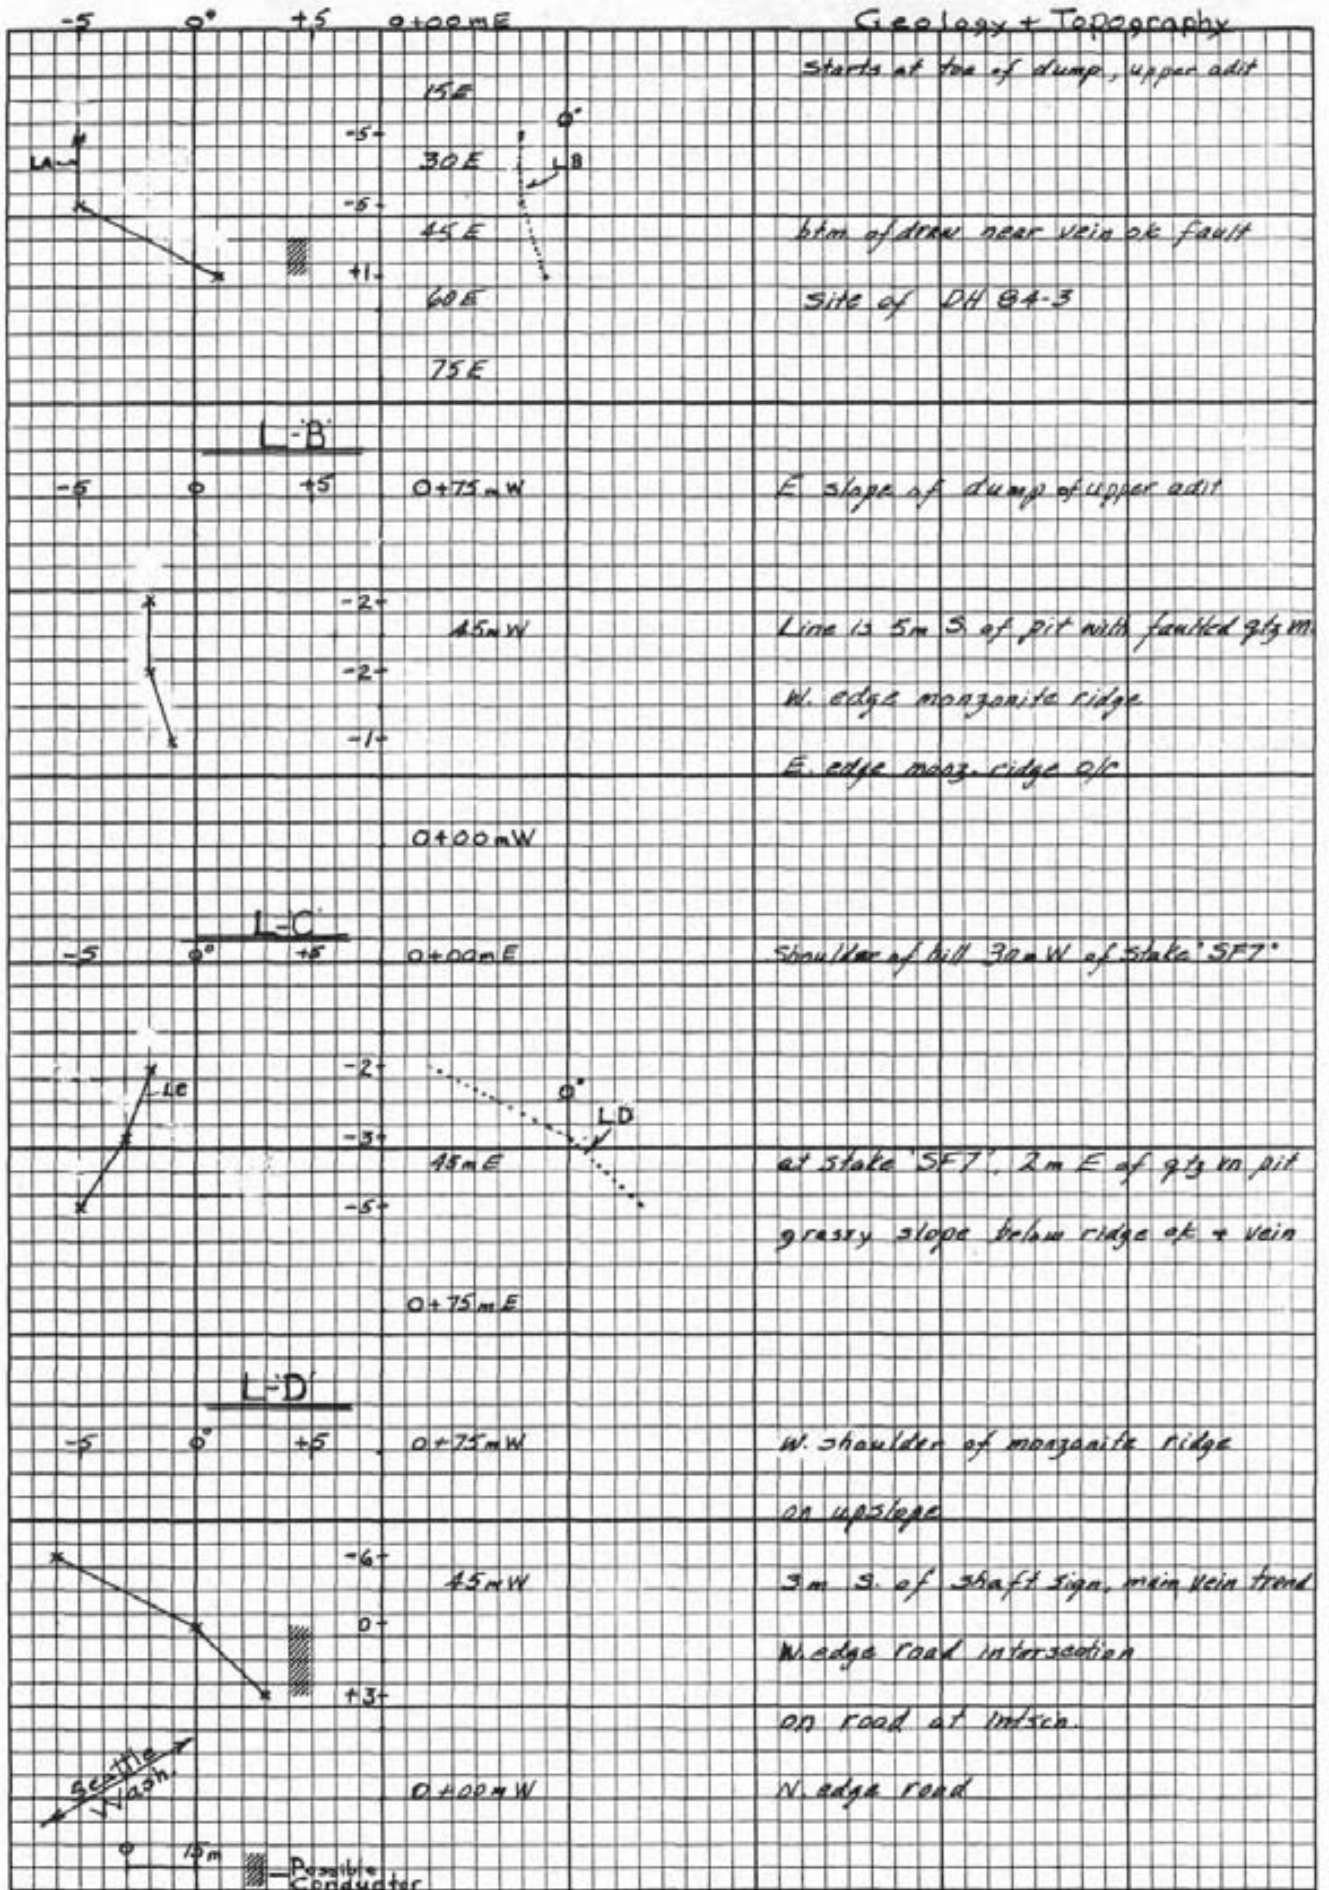 -5 0° +5 0+00mE Geology + Topography
Starts at toe of dump, upper adit
15E
-5 0°
LA 30E LB
-5
45E btm. of draw near vein ok fault
+1
60E Site of DH 84-3
75E
L-'B'
-5 0 +5 0+75mW E slope of dump of upper adit
-2
45mW Line is 5m S. of pit with faulted qtz m.
-2
W. edge monzonite ridge
-1
E. edge monz. ridge o/c
0+00mW
L-'C'
-5 0° +5 0+00mE Shoulder of hill 30m W of Stake 'SF7'
-2
LC 0°
-3 LD
45mE at stake 'SF7', 2m E of qtz vn pit
-5
grassy slope below ridge ok + vein
0+75mE
L-'D'
-5 0° +5 0+75mW W. shoulder of monzonite ridge
on upslope
-6
45mW 3m S. of shaft sign, main vein trend
0
W. edge road intersection
+3
on road at intscn.
Seattle
Wash.
0+00mW N. edge road
0 15m
Possible
Conductor